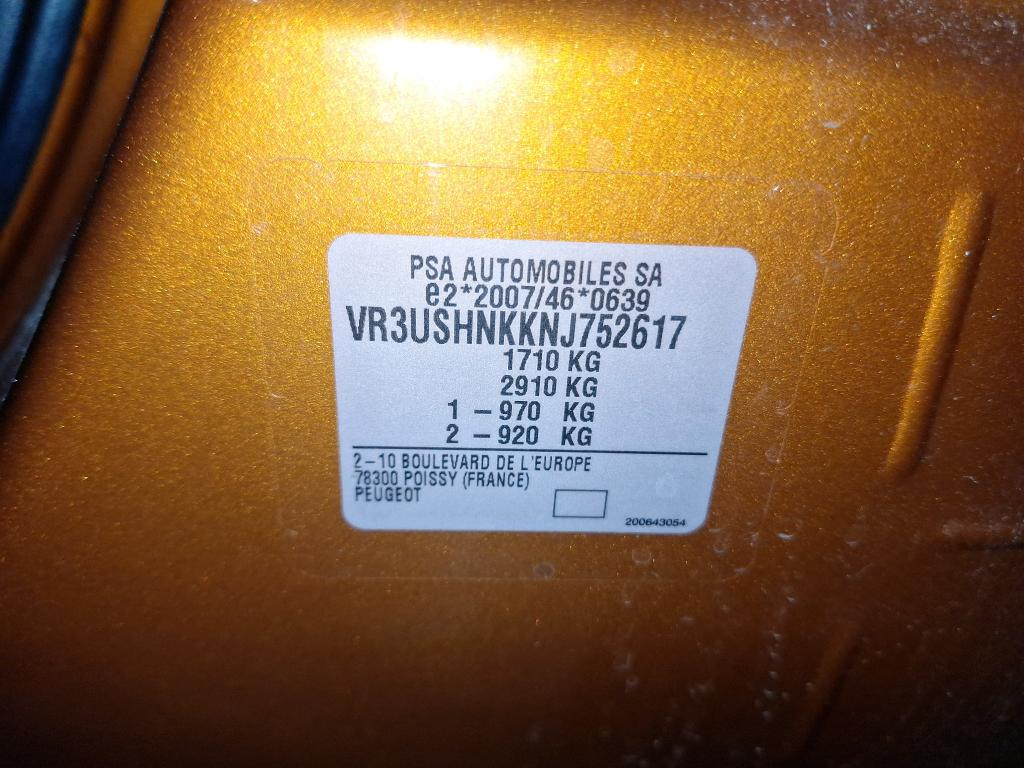 PSA AUTOMOBILES SA
e2*2007/46*0639
VR3USHNKKNJ752617
1710 KG
2910 KG
1 - 970 KG
2 - 920 KG
2-10 BOULEVARD DE L'EUROPE
78300 POISSY (FRANCE)
PEUGEOT
200643054